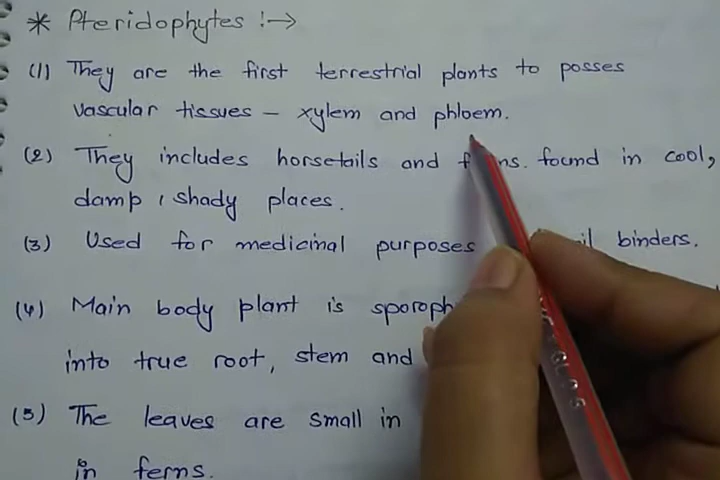 * Pteridophytes :→
(1) They are the first terrestrial plants to posses
vascular tissues - xylem and phloem.
(2) They includes horsetails and found in cool,
damp, shady places.
(3) Used for medicinal purposes binders.
(4) Main body plant is
into true root, stem and
(5) The leaves are small in
in ferns.